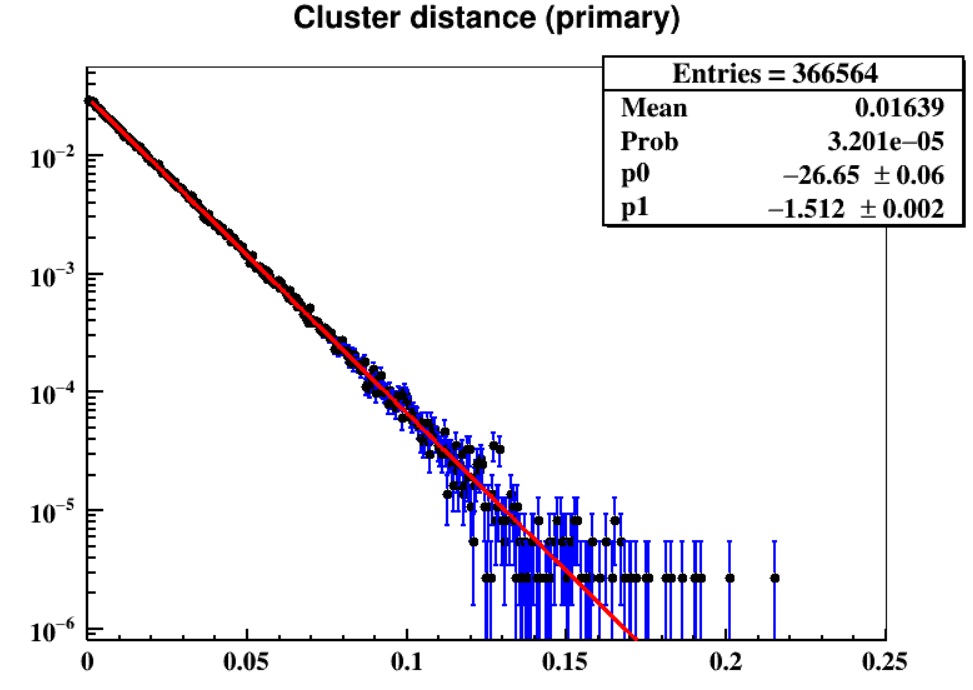 Cluster distance (primary)
Entries = 366564
Mean 0.01639
Prob 3.201e−05
p0 −26.65 ± 0.06
p1 −1.512 ± 0.002
10−2
10−3
10−4
10−5
10−6
0 0.05 0.1 0.15 0.2 0.25